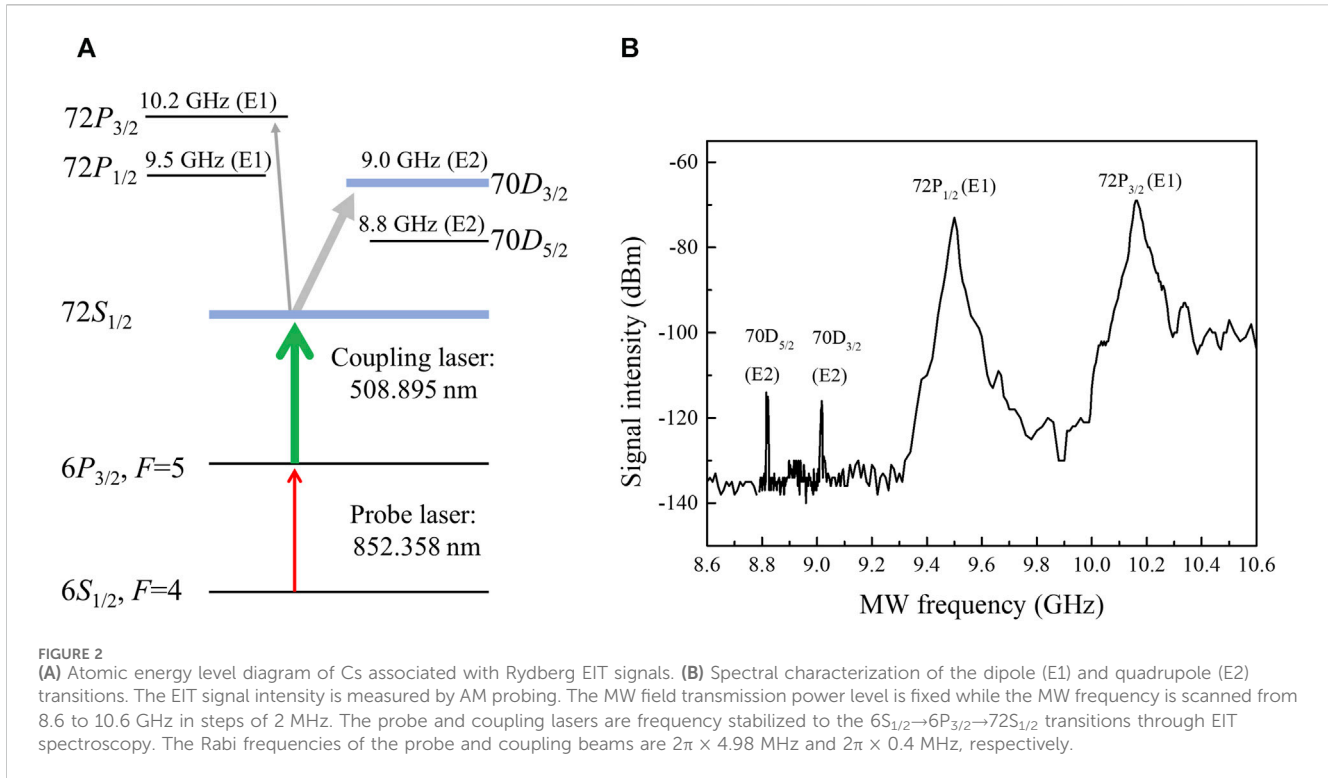 A
B
10.2 GHz (E1)
72P3/2
9.5 GHz (E1)
72P1/2
9.0 GHz (E2)
70D3/2
8.8 GHz (E2)
70D5/2
72S1/2
Coupling laser:
508.895 nm
6P3/2, F=5
Probe laser:
852.358 nm
6S1/2, F=4
Signal intensity (dBm)
-60
-80
-100
-120
-140
72P1/2 (E1)
72P3/2 (E1)
70D5/2 70D3/2
(E2) (E2)
8.6 8.8 9.0 9.2 9.4 9.6 9.8 10.0 10.2 10.4 10.6
MW frequency (GHz)
FIGURE 2
(A) Atomic energy level diagram of Cs associated with Rydberg EIT signals. (B) Spectral characterization of the dipole (E1) and quadrupole (E2)
transitions. The EIT signal intensity is measured by AM probing. The MW field transmission power level is fixed while the MW frequency is scanned from
8.6 to 10.6 GHz in steps of 2 MHz. The probe and coupling lasers are frequency stabilized to the 6S1/2→6P3/2→72S1/2 transitions through EIT
spectroscopy. The Rabi frequencies of the probe and coupling beams are 2π × 4.98 MHz and 2π × 0.4 MHz, respectively.